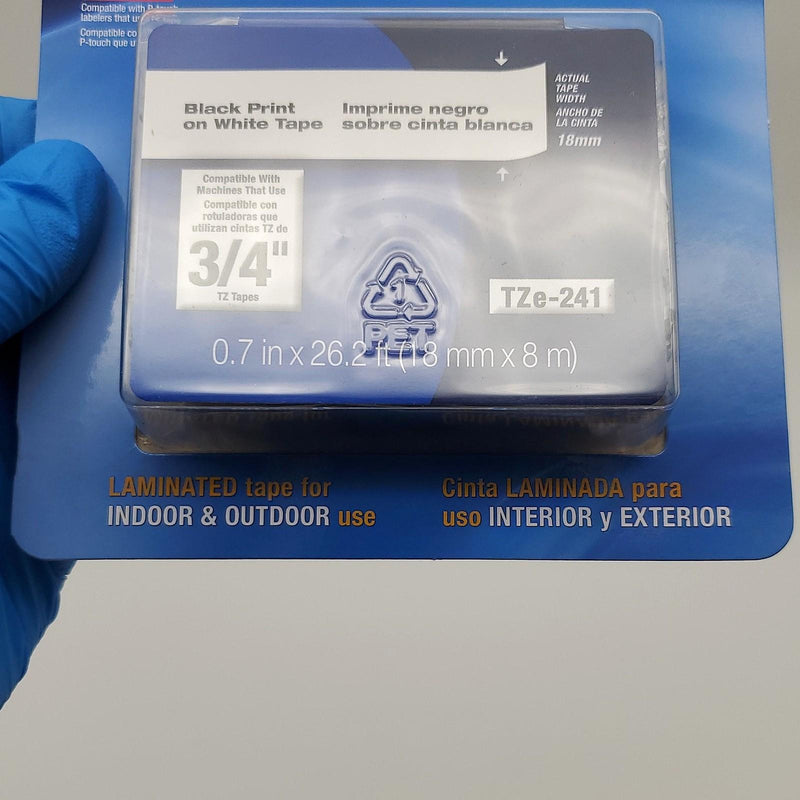 Compatible with P-touch
labelers that use TZ tapes
Compatible co
P-touch que u
Black Print
on White Tape
Imprime negro
sobre cinta blanca
ACTUAL
TAPE
WIDTH
ANCHO DE
LA CINTA
18mm
Compatible With
Machines That Use
Compatible con
rotuladoras que
utilizan cintas TZ de
3/4"
TZ Tapes
1
PET
TZe-241
0.7 in x 26.2 ft (18 mm x 8 m)
LAMINATED tape for
INDOOR & OUTDOOR use
Cinta LAMINADA para
uso INTERIOR y EXTERIOR